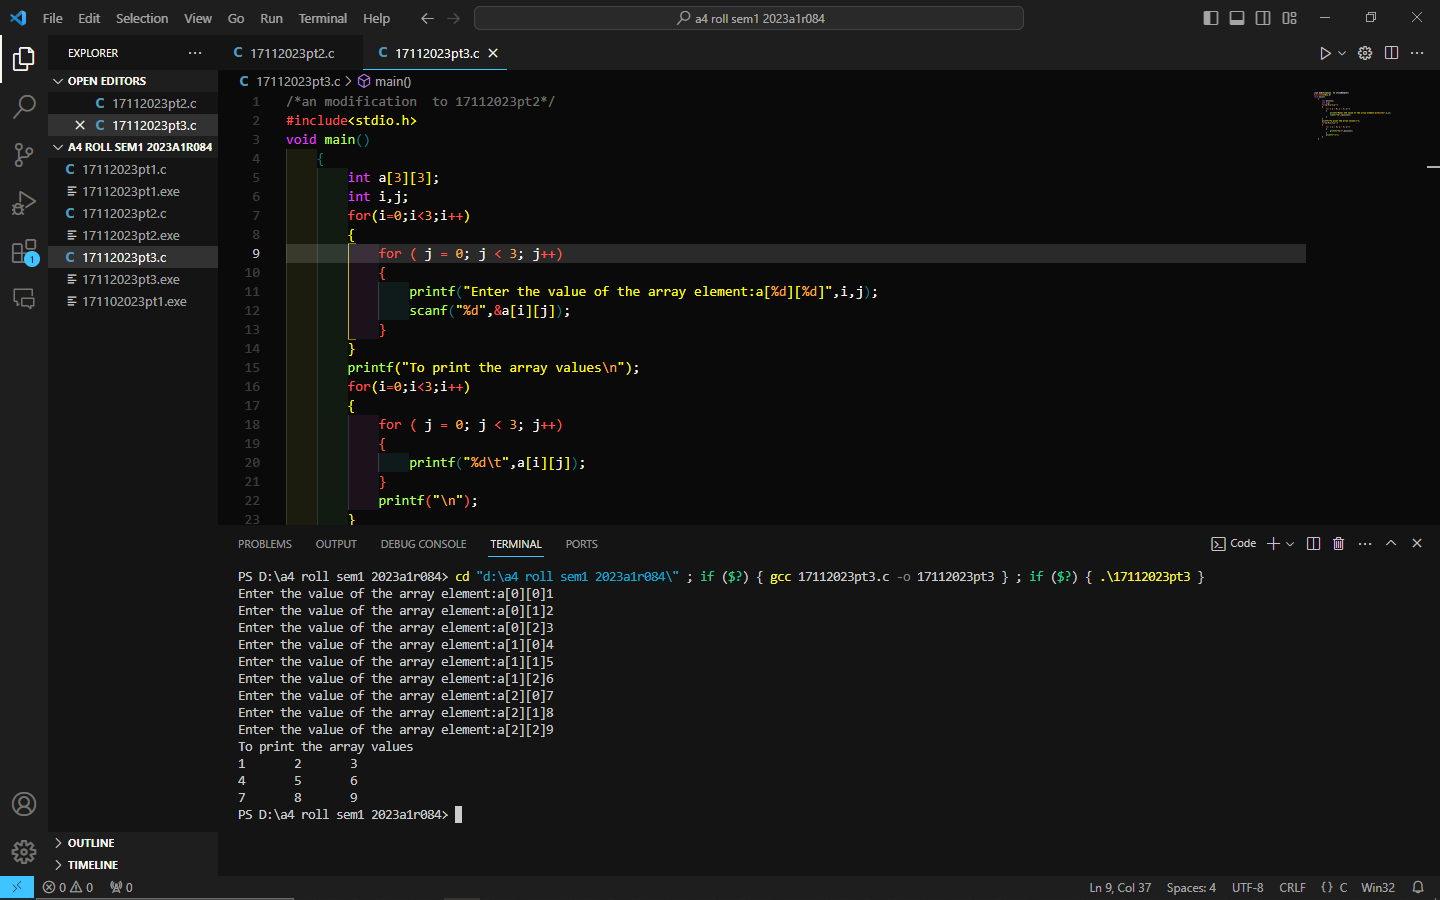 File Edit Selection View Go Run Terminal Help
a4 roll sem1 2023a1r084
EXPLORER
OPEN EDITORS
17112023pt2.c
17112023pt3.c
A4 ROLL SEM1 2023A1R084
17112023pt1.c
17112023pt1.exe
17112023pt2.c
17112023pt2.exe
17112023pt3.c
17112023pt3.exe
171102023pt1.exe
1
OUTLINE
TIMELINE
C 17112023pt2.c
C 17112023pt3.c
C 17112023pt3.c > main()
1 /*an modification  to 17112023pt2*/
2 #include<stdio.h>
3 void main()
4 {
5 int a[3][3];
6 int i,j;
7 for(i=0;i<3;i++)
8 {
9 for ( j = 0; j < 3; j++)
10 {
11 printf("Enter the value of the array element:a[%d][%d]",i,j);
12 scanf("%d",&a[i][j]);
13 }
14 }
15 printf("To print the array values\n");
16 for(i=0;i<3;i++)
17 {
18 for ( j = 0; j < 3; j++)
19 {
20 printf("%d\t",a[i][j]);
21 }
22 printf("\n");
23 }
PROBLEMS OUTPUT DEBUG CONSOLE TERMINAL PORTS
Code
PS D:\a4 roll sem1 2023a1r084> cd "d:\a4 roll sem1 2023a1r084\" ; if ($?) { gcc 17112023pt3.c -o 17112023pt3 } ; if ($?) { .\17112023pt3 }
Enter the value of the array element:a[0][0]1
Enter the value of the array element:a[0][1]2
Enter the value of the array element:a[0][2]3
Enter the value of the array element:a[1][0]4
Enter the value of the array element:a[1][1]5
Enter the value of the array element:a[1][2]6
Enter the value of the array element:a[2][0]7
Enter the value of the array element:a[2][1]8
Enter the value of the array element:a[2][2]9
To print the array values
1 2 3
4 5 6
7 8 9
PS D:\a4 roll sem1 2023a1r084>
0 0 0
Ln 9, Col 37 Spaces: 4 UTF-8 CRLF {} C Win32